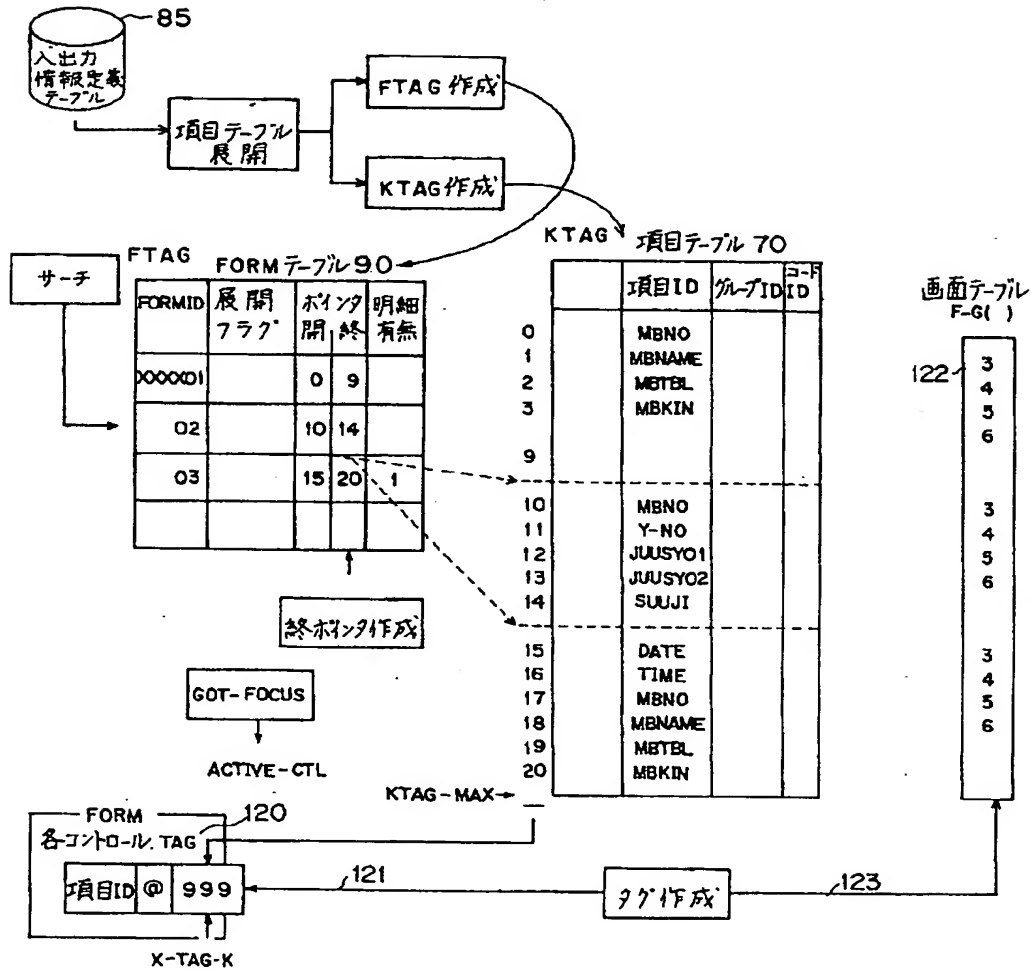 85
入出力
情報定義
テーブル
項目テーブル
展開
FTAG 作成
KTAG 作成
サーチ
FTAG
FORMテーブル 90
FORMID
展開
フラグ
ポインタ
開 終
明細
有無
XXXX01 0 9
02 10 14
03 15 20 1
終ポインタ作成
GOT-FOCUS
ACTIVE-CTL
KTAG
項目テーブル 70
項目ID グループID コードID
0 MBNO
1 MBNAME
2 MBTBL
3 MBKIN
9
10 MBNO
11 Y-NO
12 JUUSYO1
13 JUUSYO2
14 SUUJI
15 DATE
16 TIME
17 MBNO
18 MBNAME
19 MBTBL
20 MBKIN
KTAG-MAX
画面テーブル
F-G( )
122
3
4
5
6
3
4
5
6
3
4
5
6
FORM
120
各コントロール.TAG
項目ID @ 999
X-TAG-K
121
タグ作成
123